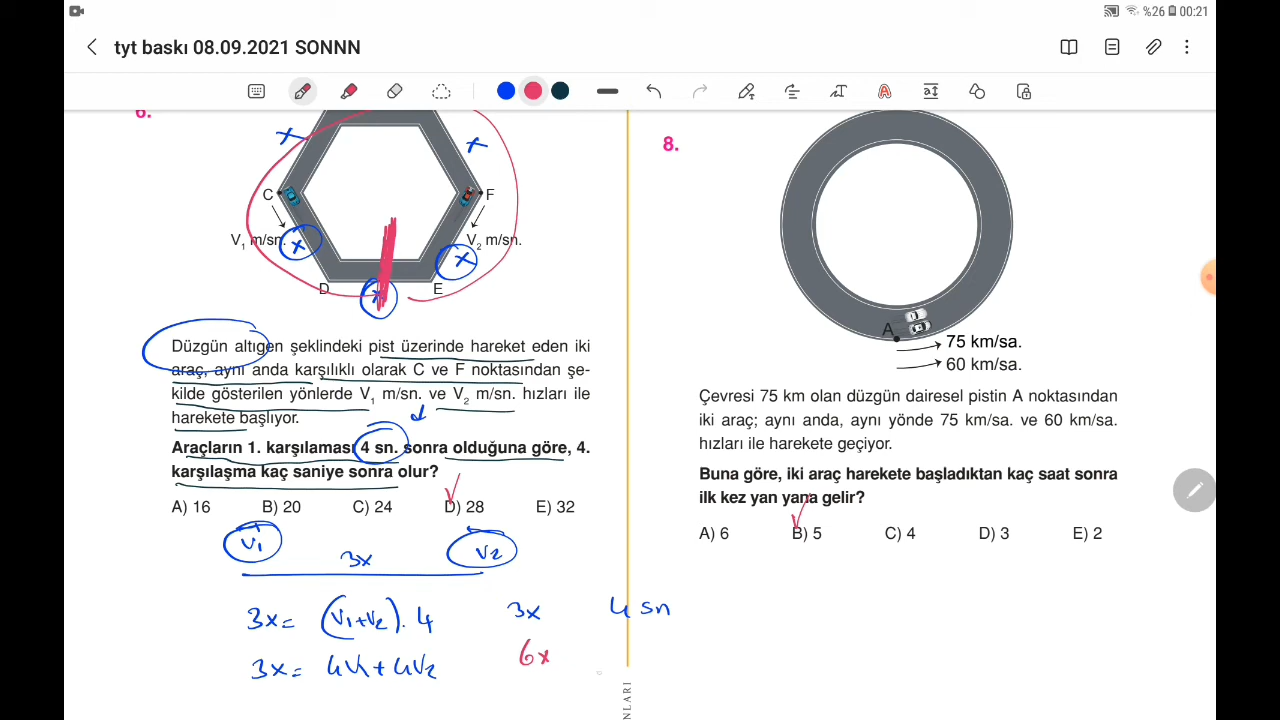 %26 00:21
tyt baskı 08.09.2021 SONNN
6.
x
x
C
F
V1 m/sn.
x
x
V2 m/sn.
D
E
x
Düzgün altıgen şeklindeki pist üzerinde hareket eden iki
araç, aynı anda karşılıklı olarak C ve F noktasından şe-
kilde gösterilen yönlerde V1 m/sn. ve V2 m/sn. hızları ile
harekete başlıyor.
Araçların 1. karşılaması 4 sn. sonra olduğuna göre, 4.
karşılaşma kaç saniye sonra olur?
A) 16 B) 20 C) 24 D) 28 E) 32
V1
V2
3x
3x = (V1+V2).4
3x 4 sn
3x = 4V1+4V2
6x
8.
A
75 km/sa.
60 km/sa.
Çevresi 75 km olan düzgün dairesel pistin A noktasından
iki araç; aynı anda, aynı yönde 75 km/sa. ve 60 km/sa.
hızları ile harekete geçiyor.
Buna göre, iki araç harekete başladıktan kaç saat sonra
ilk kez yan yana gelir?
A) 6 B) 5 C) 4 D) 3 E) 2
NLARI